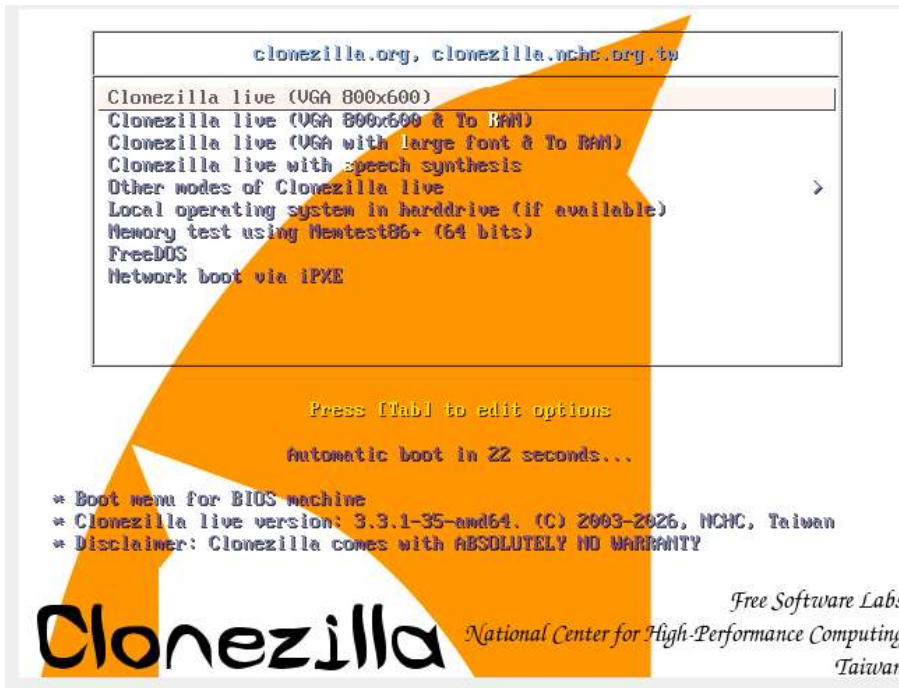 clonezilla.org, clonezilla.nchc.org.tw
Clonezilla live (VGA 800x600)
Clonezilla live (VGA 800x600 & To RAM)
Clonezilla live (VGA with large font & To RAM)
Clonezilla live with speech synthesis
Other modes of Clonezilla live >
Local operating system in harddrive (if available)
Memory test using Memtest86+ (64 bits)
FreeDOS
Network boot via iPXE
Press [Tab] to edit options
Automatic boot in 22 seconds...
* Boot menu for BIOS machine
* Clonezilla live version: 3.3.1-35-amd64. (C) 2003-2026, NCHC, Taiwan
* Disclaimer: Clonezilla comes with ABSOLUTELY NO WARRANTY
Free Software Labs
Clonezilla National Center for High-Performance Computing
Taiwan